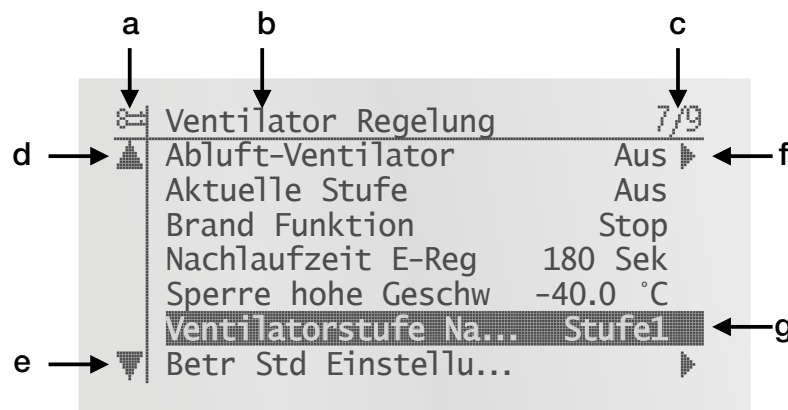 a b c
Ventilator Regelung 7/9
d Abluft-Ventilator Aus f
Aktuelle Stufe Aus
Brand Funktion Stop
Nachlaufzeit E-Reg 180 Sek
Sperre hohe Geschw -40.0 °C
Ventilatorstufe Na... Stufe1 g
e Betr Std Einstellu...